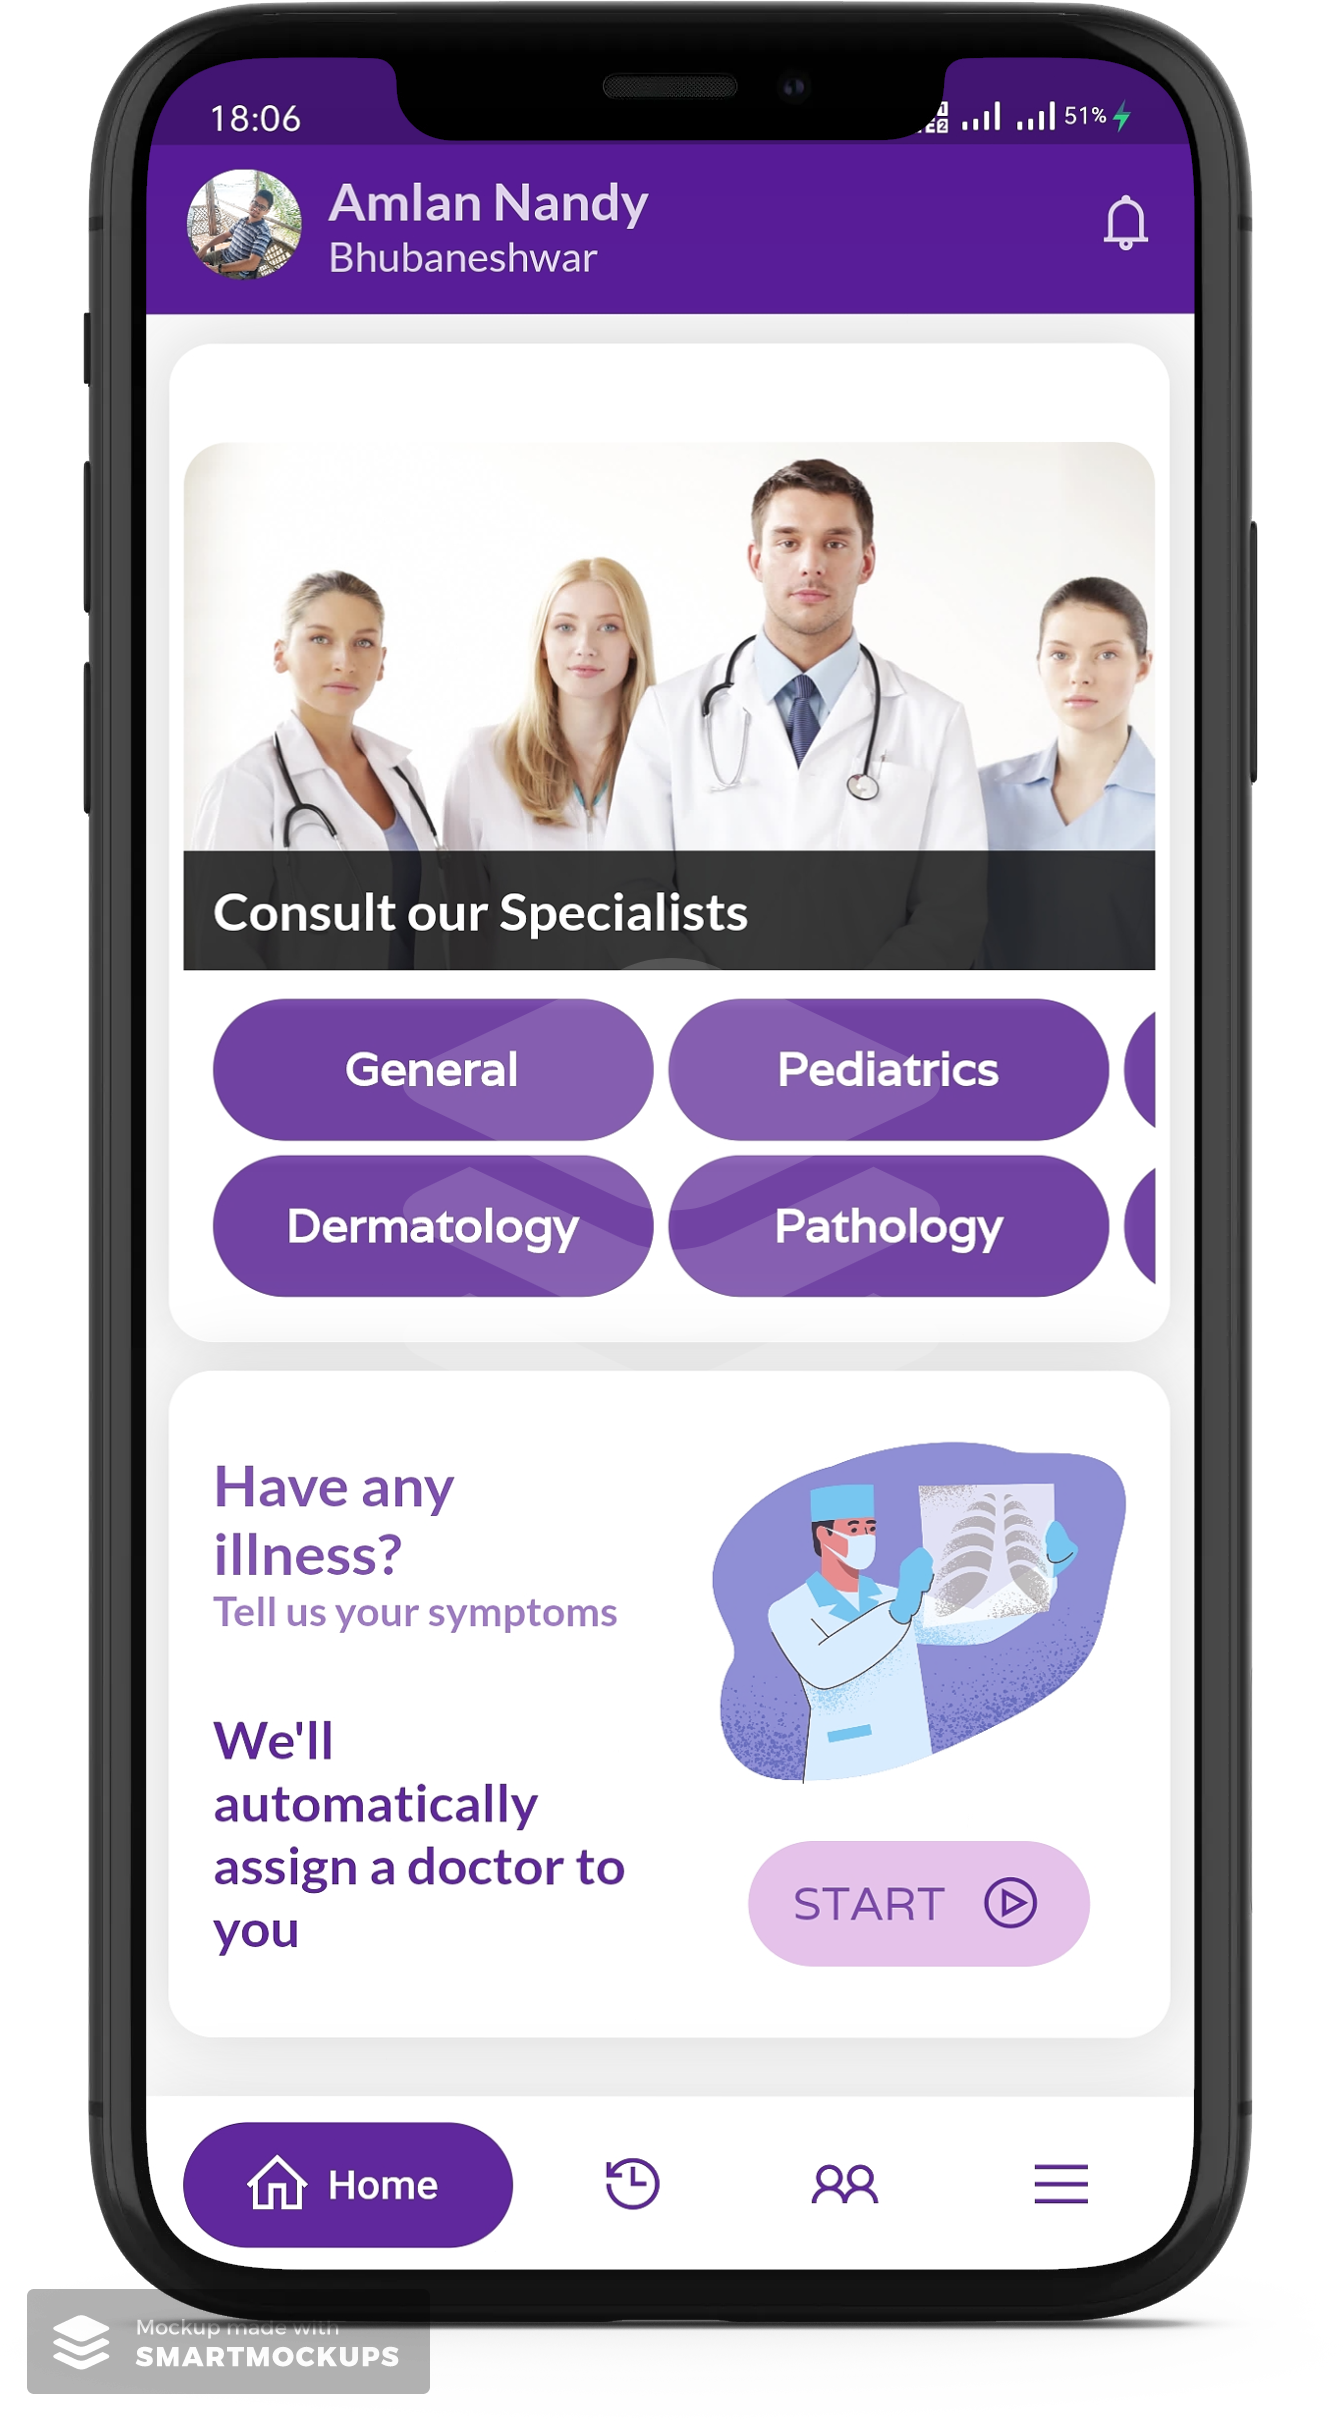 18:06
51%
Amlan Nandy
Bhubaneshwar
Consult our Specialists
General
Pediatrics
Dermatology
Pathology
Have any
illness?
Tell us your symptoms
We'll
automatically
assign a doctor to
you
START
Home
Mockup made with
SMARTMOCKUPS